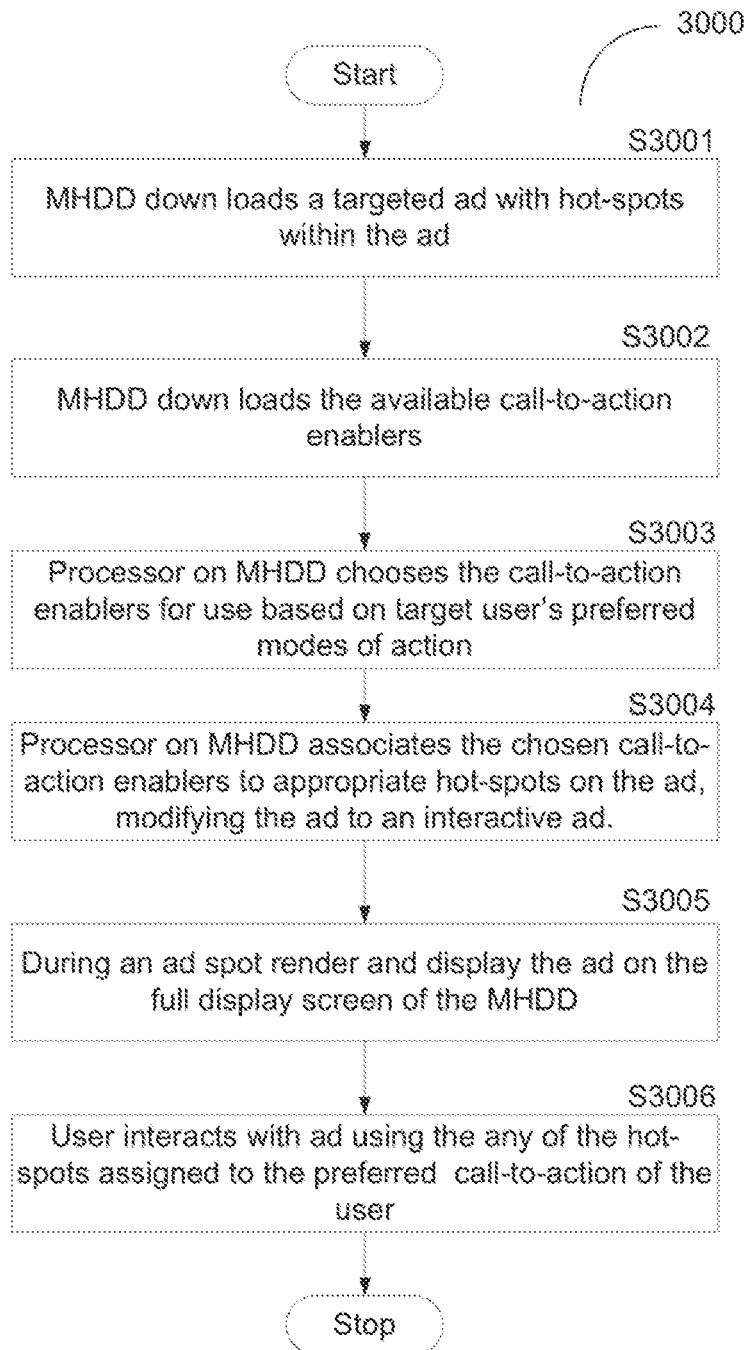 3000
Start
S3001
MHDD down loads a targeted ad with hot-spots
within the ad
S3002
MHDD down loads the available call-to-action
enablers
S3003
Processor on MHDD chooses the call-to-action
enablers for use based on target user's preferred
modes of action
S3004
Processor on MHDD associates the chosen call-to-
action enablers to appropriate hot-spots on the ad,
modifying the ad to an interactive ad.
S3005
During an ad spot render and display the ad on the
full display screen of the MHDD
S3006
User interacts with ad using the any of the hot-
spots assigned to the preferred call-to-action of the
user
Stop